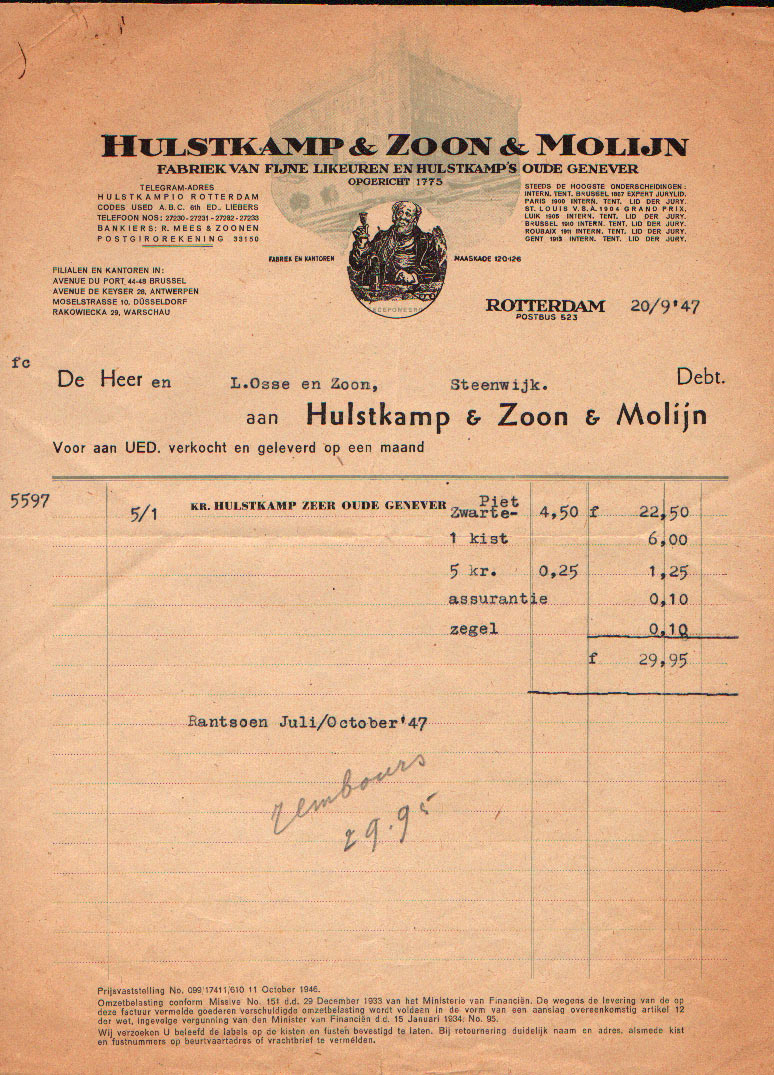 HULSTKAMP & ZOON & MOLIJN
FABRIEK VAN FIJNE LIKEUREN EN HULSTKAMP'S OUDE GENEVER
OPGERICHT 1775
TELEGRAM-ADRES
HULSTKAMPIO ROTTERDAM
CODES USED A.B.C. 6th ED. LIEBERS
TELEFOON NOS: 27230-27231-27232-27233
BANKIERS: R. MEES & ZOONEN
POSTGIROREKENING 33150
STEEDS DE HOOGSTE ONDERSCHEIDINGEN:
INTERN. TENT. BRUSSEL 1887 EXPERT JURYLID.
PARIS 1900 INTERN. TENT. LID DER JURY.
ST. LOUIS V.S.A. 1904 GRAND PRIX.
LUIK 1905 INTERN. TENT. LID DER JURY.
BRUSSEL 1910 INTERN. TENT. LID DER JURY.
ROUBAIX 1911 INTERN. TENT. LID DER JURY.
GENT 1913 INTERN. TENT. LID DER JURY.
FABRIEK EN KANTOREN
MAASKADE 120-126
FILIALEN EN KANTOREN IN:
AVENUE DU PORT 44-48 BRUSSEL
AVENUE DE KEYSER 28, ANTWERPEN
MOSELSTRASSE 10, DÜSSELDORF
RAKOWIECKA 29, WARSCHAU
ROTTERDAM 20/9'47
POSTBUS 523
fc
De Heer en L.Osse en Zoon, Steenwijk. Debt.
aan Hulstkamp & Zoon & Molijn
Voor aan UED. verkocht en geleverd op een maand
5597 5/1 KR. HULSTKAMP ZEER OUDE GENEVER Piet
Zwarte- 4,50 f 22,50
1 kist 6,00
5 kr. 0,25 1,25
assurantie 0,10
zegel 0,10
f 29,95
Rantsoen Juli/October'47
rembours
29.95
Prijsvaststelling No. 099/17411/610 11 October 1946.
Omzetbelasting conform Missive No. 151 d.d. 29 December 1933 van het Ministerie van Financiën. De wegens de levering van de op
deze factuur vermelde goederen verschuldigde omzetbelasting wordt voldaan in de vorm van een aanslag overeenkomstig artikel 12
der wet, ingevolge vergunning van den Minister van Financiën d.d. 15 Januari 1934. No. 95.
Wij verzoeken U beleefd de labels op de kisten en fusten bevestigd te laten. Bij retournering duidelijk naam en adres, alsmede kist
en fustnummers op beurtvaartadres of vrachtbrief te vermelden.